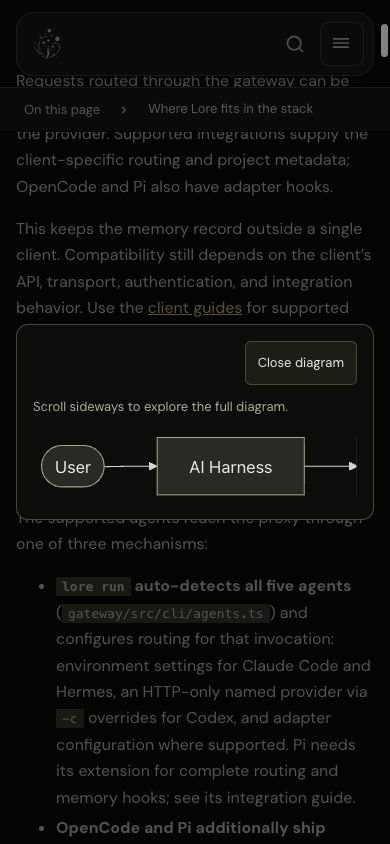 Requests routed through the gateway can be
On this page
Where Lore fits in the stack
the provider. Supported integrations supply the
client-specific routing and project metadata;
OpenCode and Pi also have adapter hooks.
This keeps the memory record outside a single
client. Compatibility still depends on the client's
API, transport, authentication, and integration
behavior. Use the client guides for supported
Close diagram
Scroll sideways to explore the full diagram.
User
AI Harness
The supported agents reach the proxy through
one of three mechanisms:
• lore run auto-detects all five agents
(gateway/src/cli/agents.ts) and
configures routing for that invocation:
environment settings for Claude Code and
Hermes, an HTTP-only named provider via
-c overrides for Codex, and adapter
configuration where supported. Pi needs
its extension for complete routing and
memory hooks; see its integration guide.
• OpenCode and Pi additionally ship